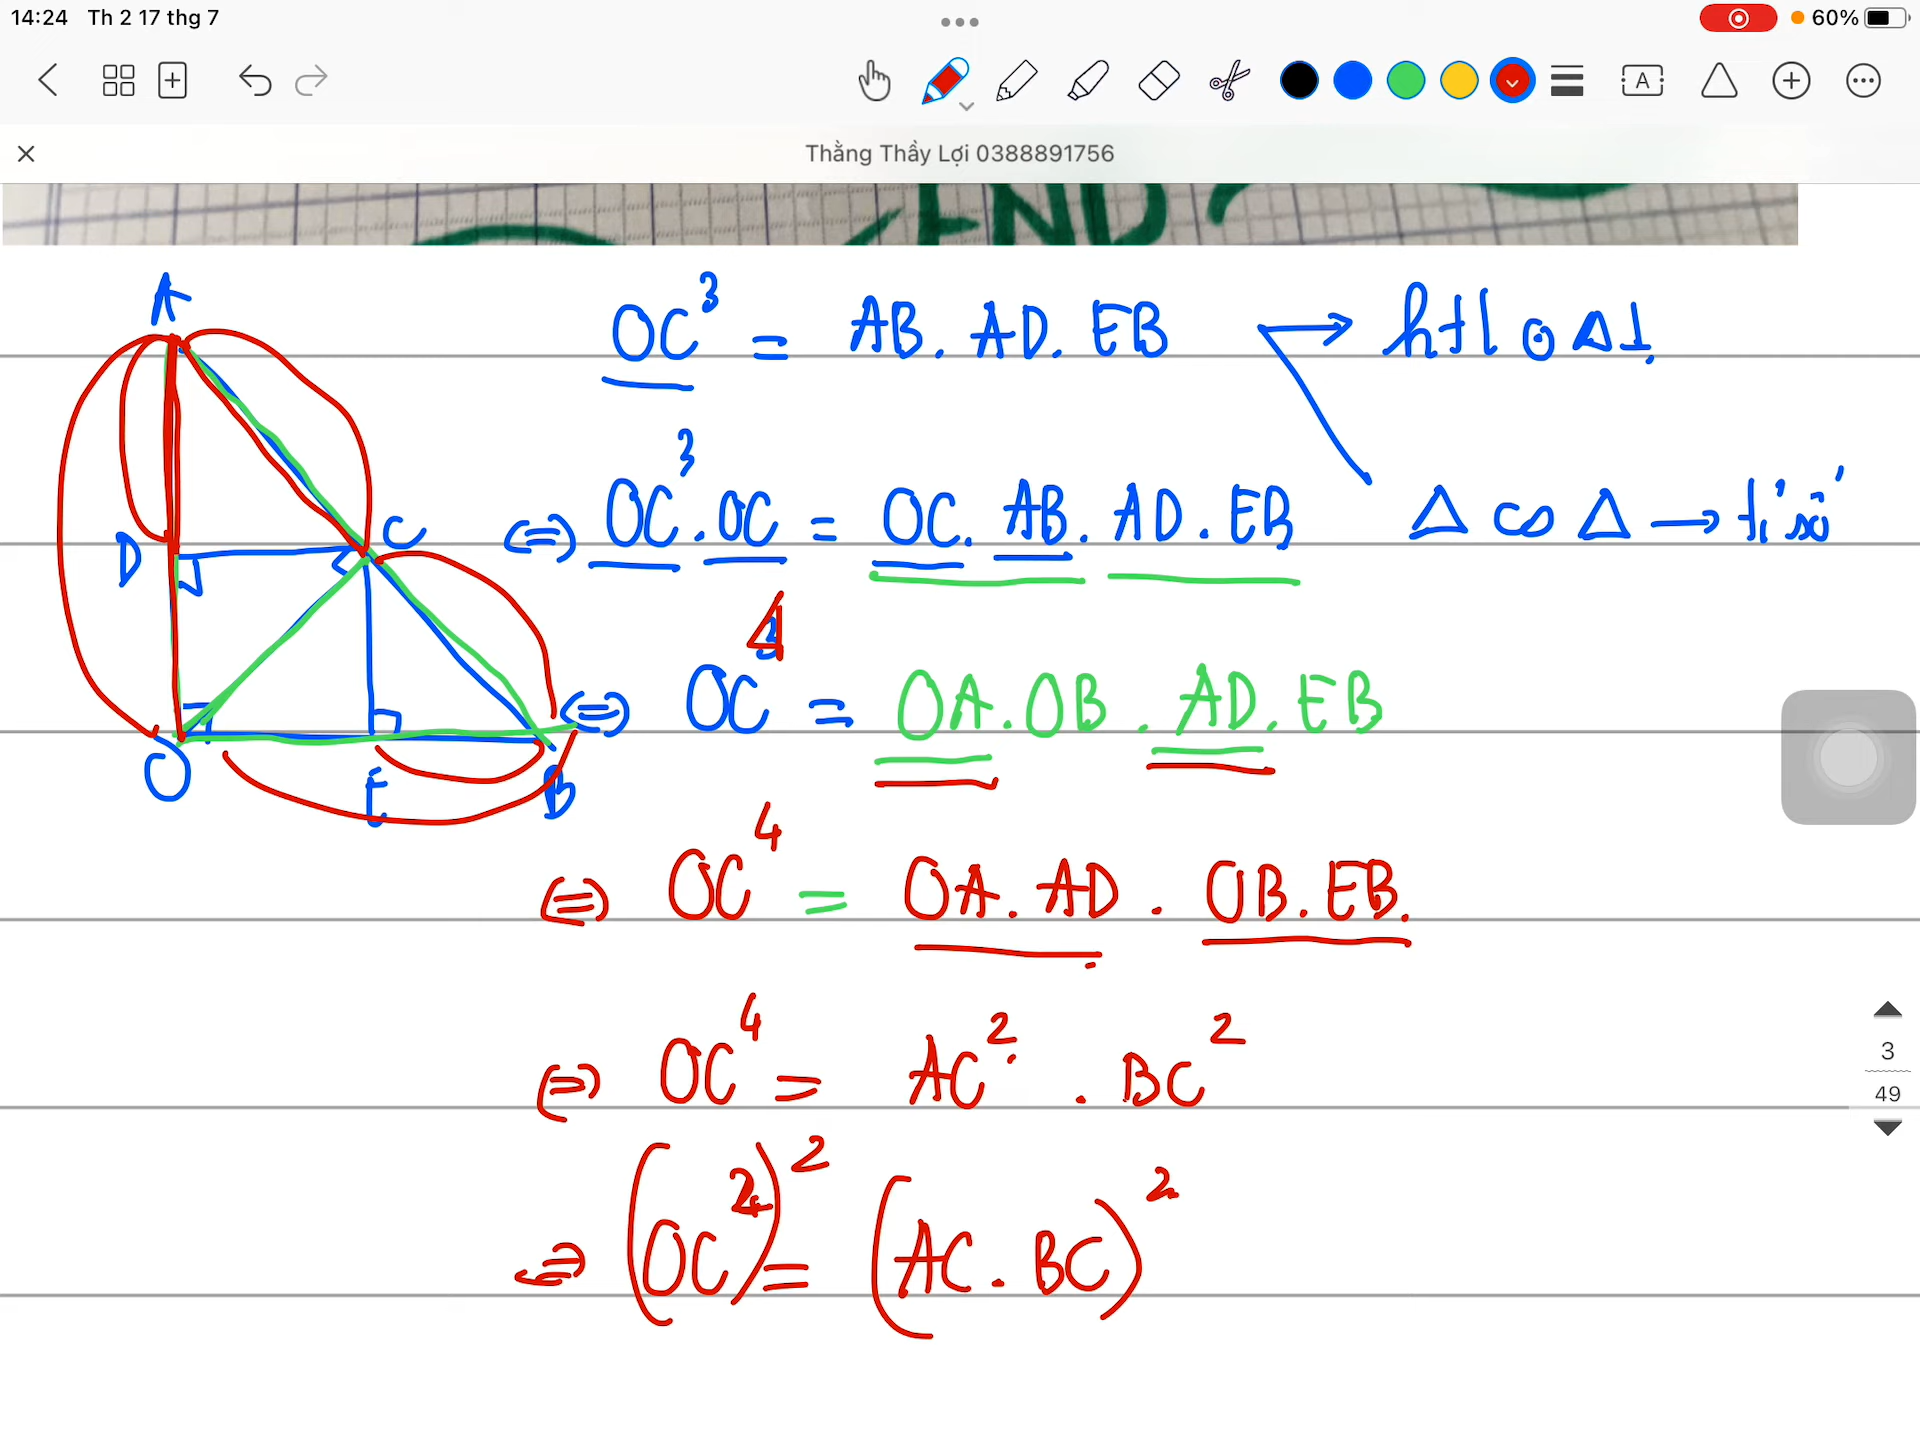 14:24 Th 2 17 thg 7
60%
A
Thằng Thầy Lợi 0388891756
END
A
D
C
O
E
B
OC³ = AB. AD. EB → htl Δ⊥
⇔ OC³.OC = OC. AB. AD. EB
Δ ∽ Δ → tỉ số
⇔ OC⁴ = OA.OB . AD. EB
⇔ OC⁴ = OA. AD . OB. EB.
⇔ OC⁴ = AC² . BC²
⇔ (OC²)² = (AC. BC)²
3
49